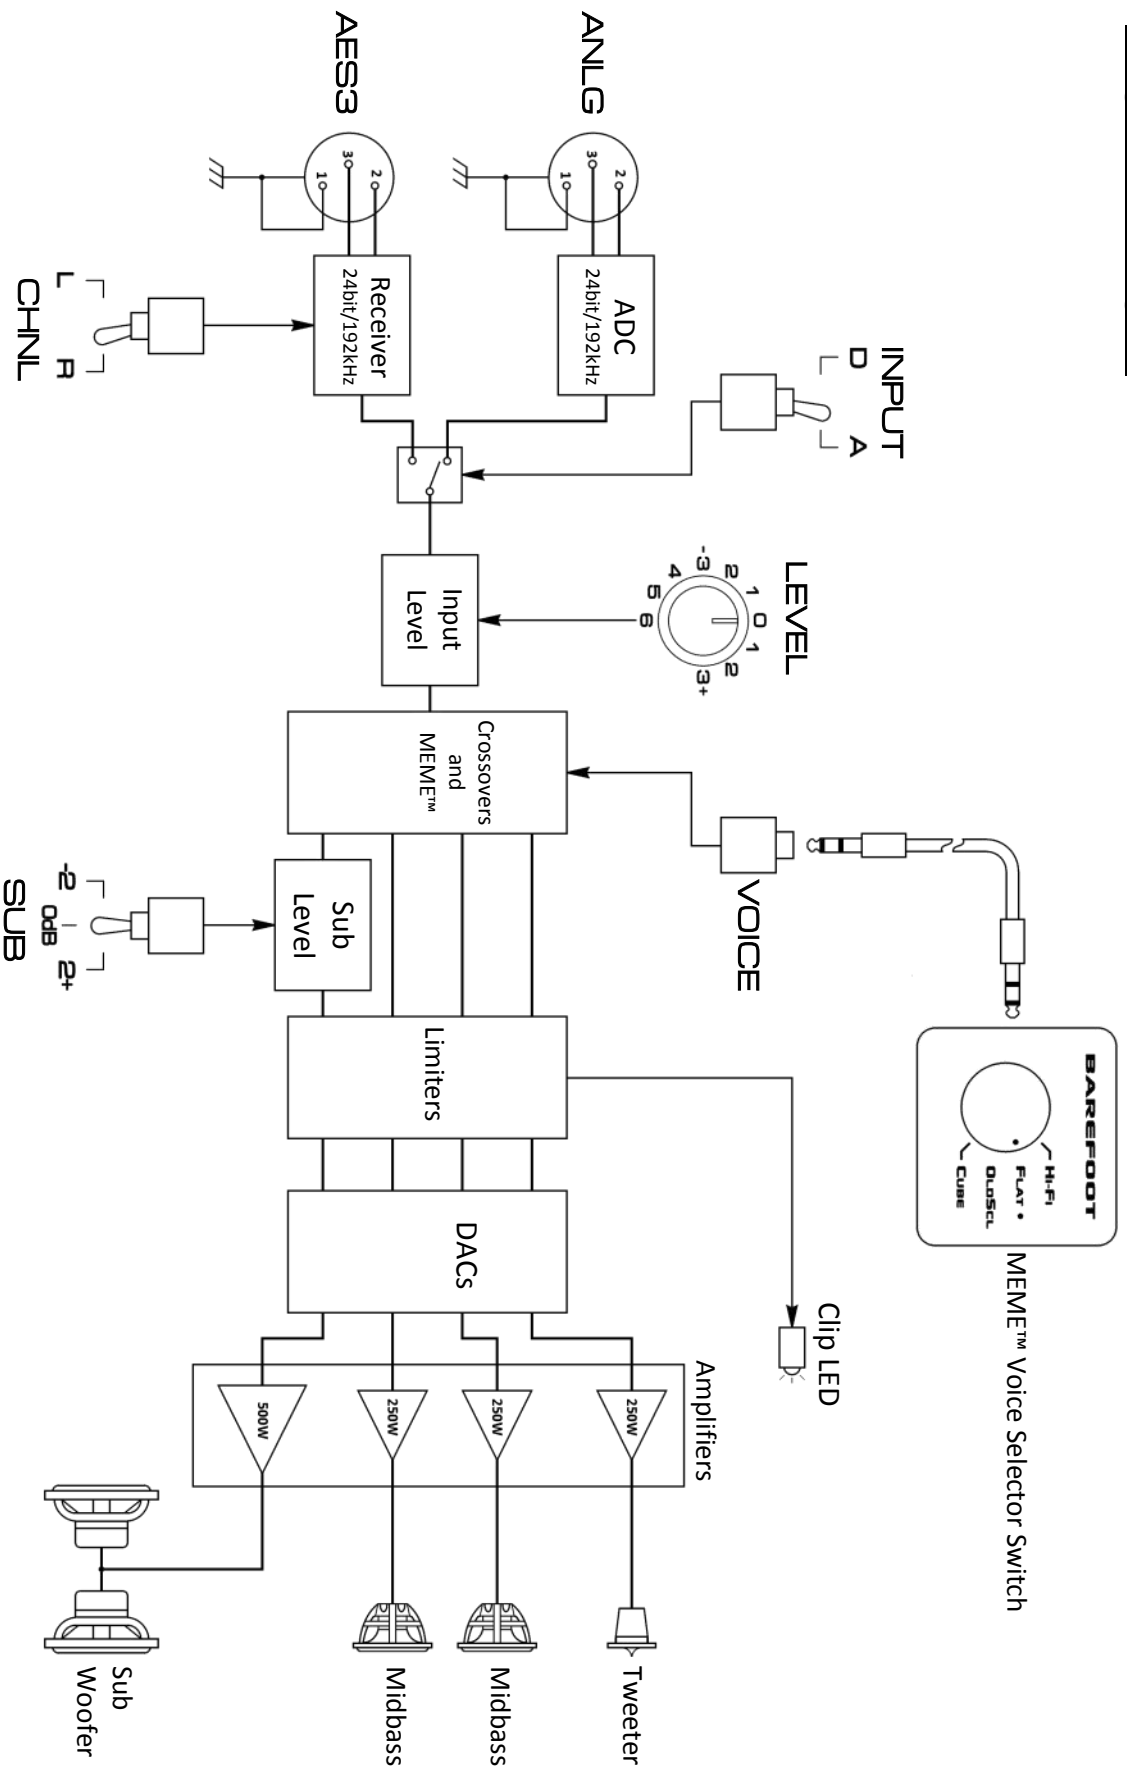 BAREFOOT
HI-FI
FLAT •
OLDSCL
CUBE
MEME™ Voice Selector Switch
INPUT
D
A
LEVEL
-3
2
1
0
1
2
3+
4
5
6
VOICE
Clip LED
ANLG
2
3
1
ADC
24bit/192kHz
AES3
2
3
1
Receiver
24bit/192kHz
CHNL
L
R
Input
Level
Crossovers
and
MEME™
Sub
Level
SUB
-2
0dB
2+
Limiters
DACs
Amplifiers
250W
250W
250W
500W
Tweeter
Midbass
Midbass
Sub
Woofer